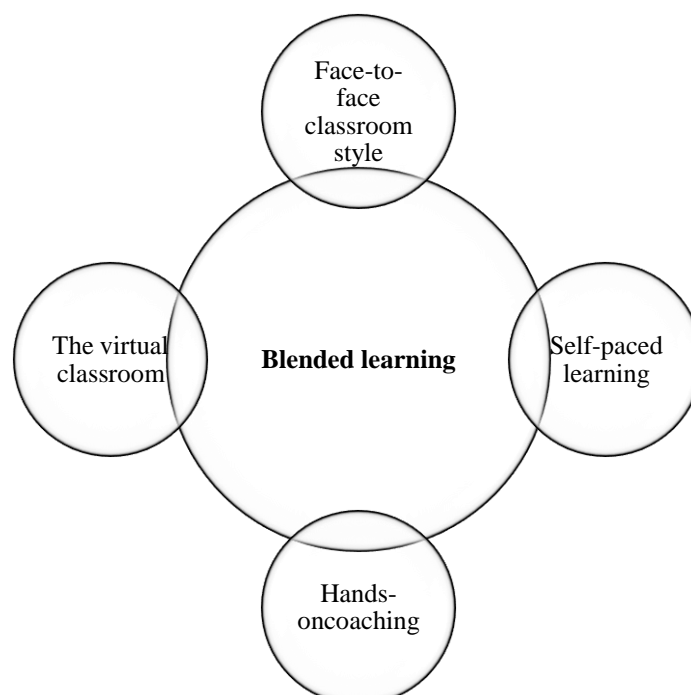 Face-to-
face
classroom
style
The virtual
classroom
Blended learning
Self-paced
learning
Hands-
oncoaching